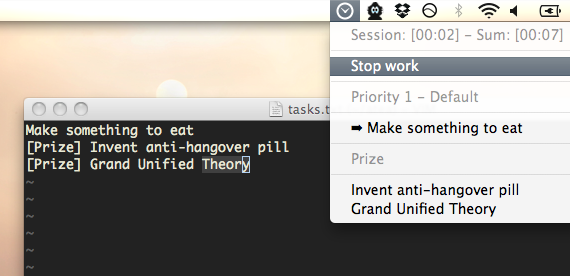 Session: [00:02] – Sum: [00:07]
Stop work
Priority 1 – Default
➡ Make something to eat
Prize
Invent anti-hangover pill
Grand Unified Theory
tasks.t
Make something to eat
[Prize] Invent anti-hangover pill
[Prize] Grand Unified Theory
~
~
~
~
~